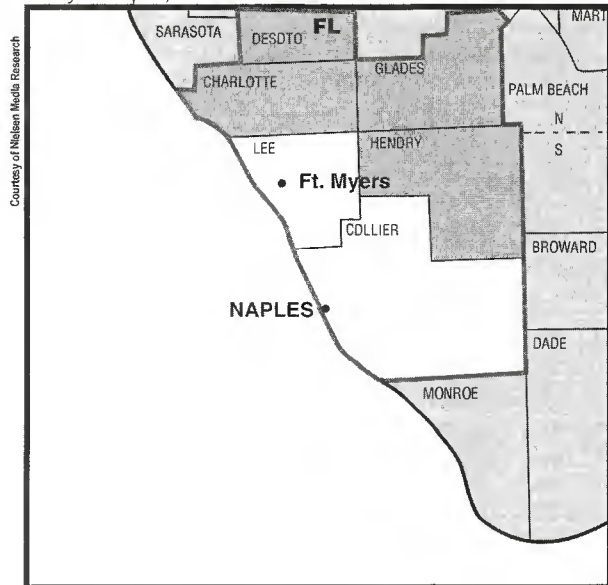 Courtesy of Nielsen Media Research
SARASOTA
DESOTO
FL
MART
CHARLOTTE
GLADES
PALM BEACH
N
S
LEE
HENDRY
Ft. Myers
COLLIER
BROWARD
NAPLES
DADE
MONROE